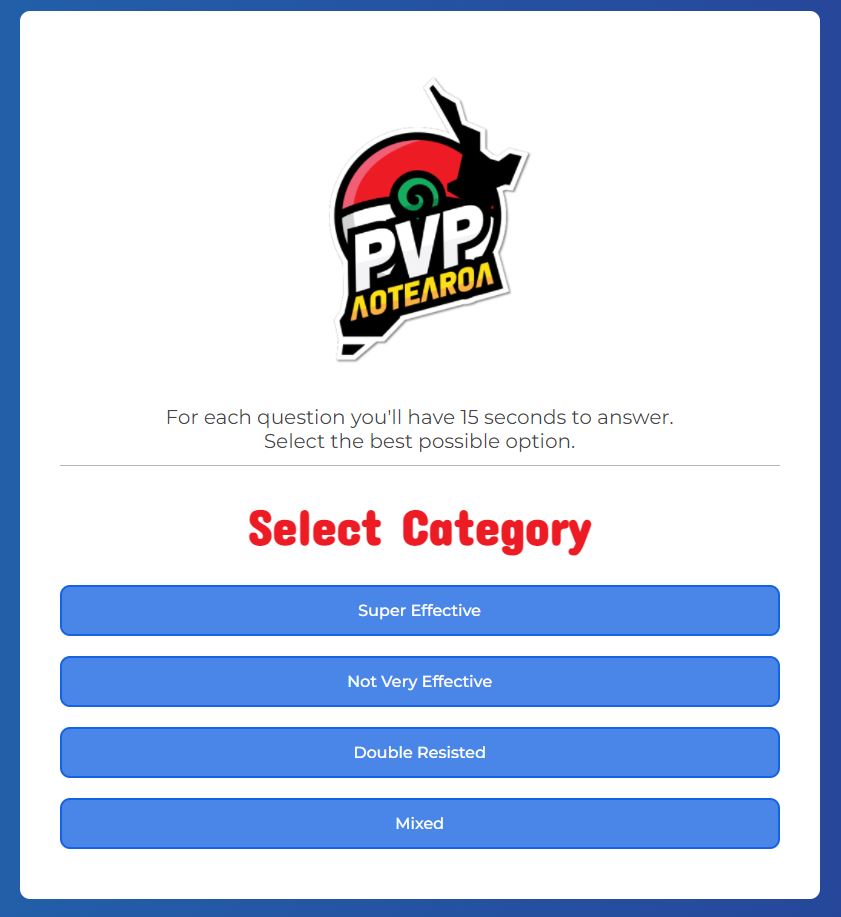 PVP
AOTEAROA
For each question you'll have 15 seconds to answer.
Select the best possible option.
Select Category
Super Effective
Not Very Effective
Double Resisted
Mixed